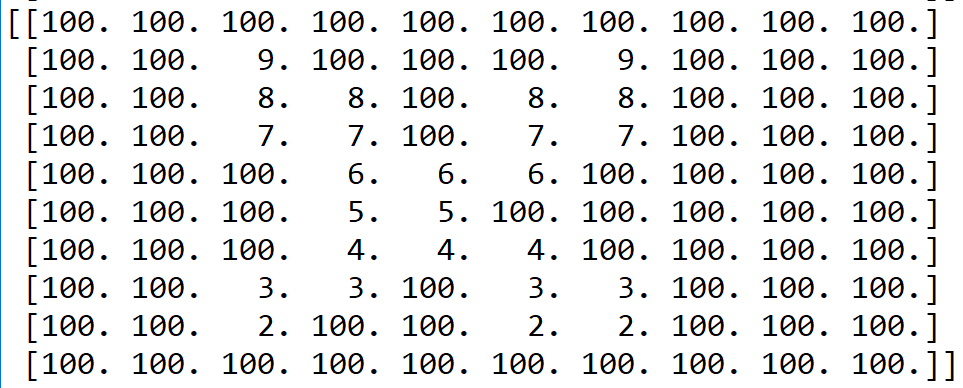 [[100. 100. 100. 100. 100. 100. 100. 100. 100. 100.]
 [100. 100.   9. 100. 100. 100.   9. 100. 100. 100.]
 [100. 100.   8.   8. 100.   8.   8. 100. 100. 100.]
 [100. 100.   7.   7. 100.   7.   7. 100. 100. 100.]
 [100. 100. 100.   6.   6.   6. 100. 100. 100. 100.]
 [100. 100. 100.   5.   5. 100. 100. 100. 100. 100.]
 [100. 100. 100.   4.   4.   4. 100. 100. 100. 100.]
 [100. 100.   3.   3. 100.   3.   3. 100. 100. 100.]
 [100. 100.   2. 100. 100.   2.   2. 100. 100. 100.]
 [100. 100. 100. 100. 100. 100. 100. 100. 100. 100.]]